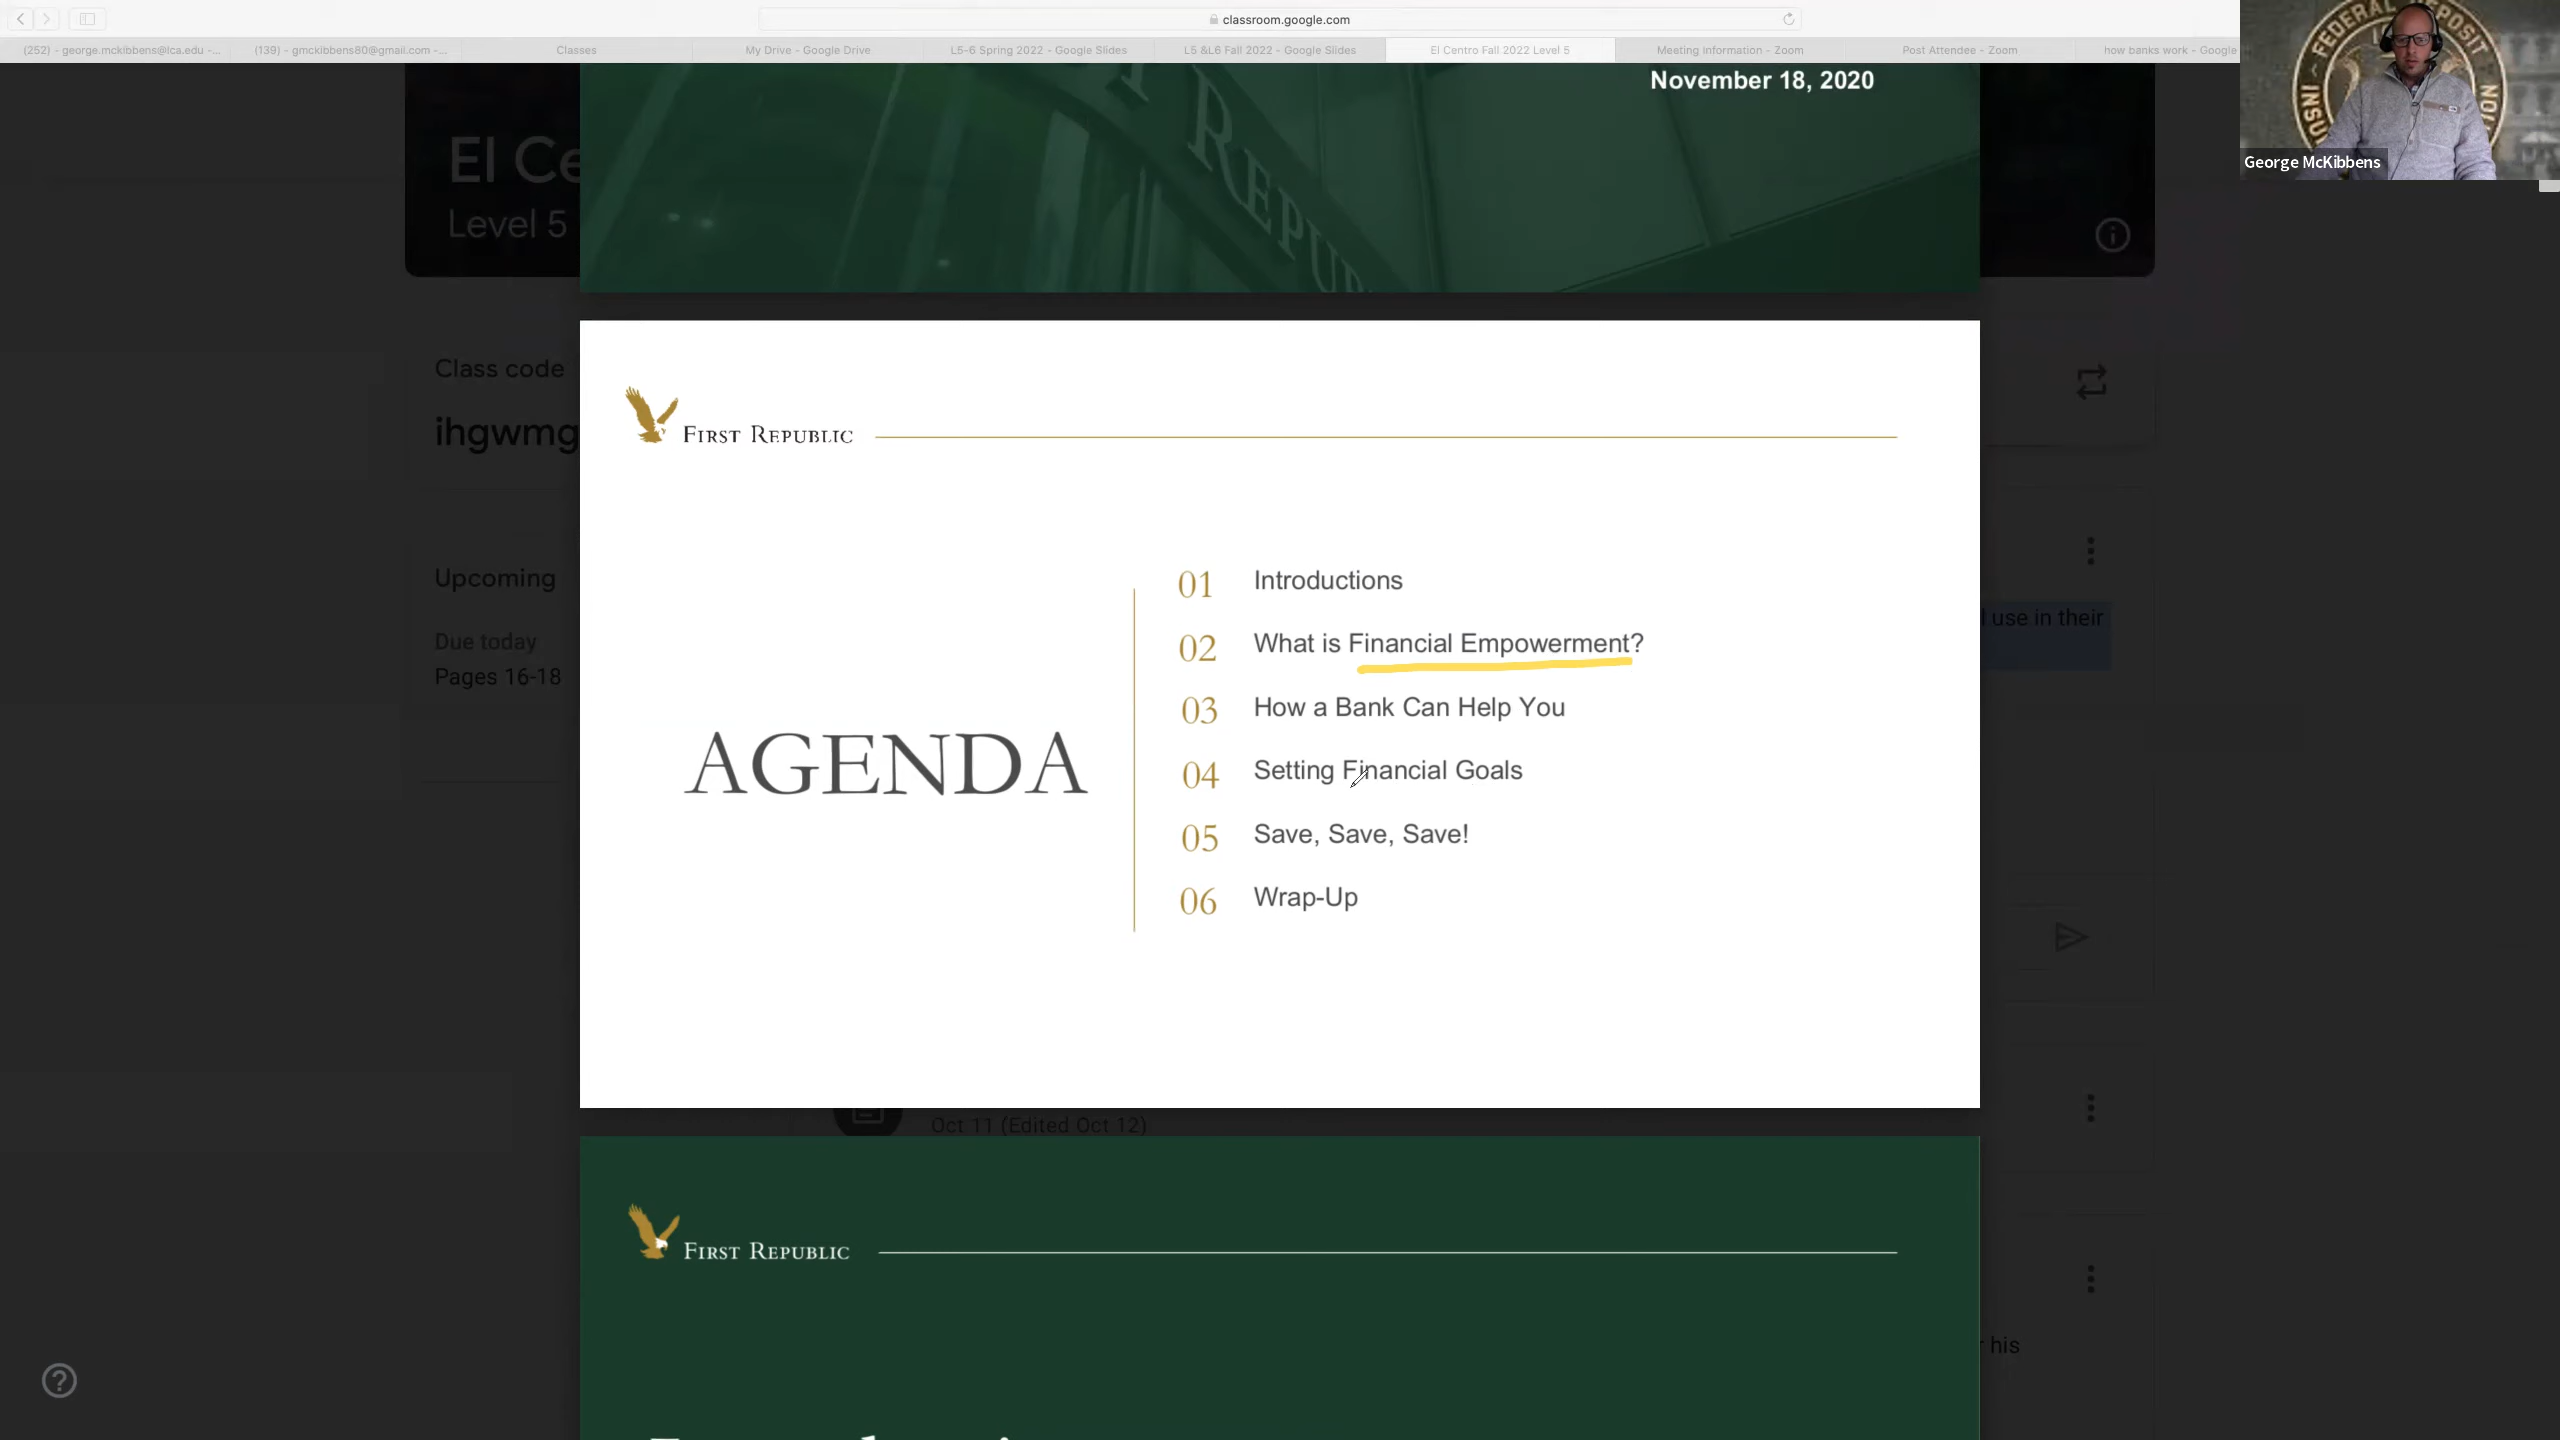 classroom.google.com
(252) - george.mckibbens@lca.edu -...
(139) - gmckibbens80@gmail.com -...
Classes
My Drive - Google Drive
L5-6 Spring 2022 - Google Slides
L5 &L6 Fall 2022 - Google Slides
El Centro Fall 2022 Level 5
Meeting information - Zoom
Post Attendee - Zoom
how banks work - Google
FEDERAL DEPOSIT
George McKibbens
November 18, 2020
REPUB
El Ce
Level 5
Class code
ihgwmg
Upcoming
Due today
Pages 16-18
FIRST REPUBLIC
AGENDA
01 Introductions
02 What is Financial Empowerment?
03 How a Bank Can Help You
04 Setting Financial Goals
05 Save, Save, Save!
06 Wrap-Up
use in their
Oct 11 (Edited Oct 12)
FIRST REPUBLIC
his